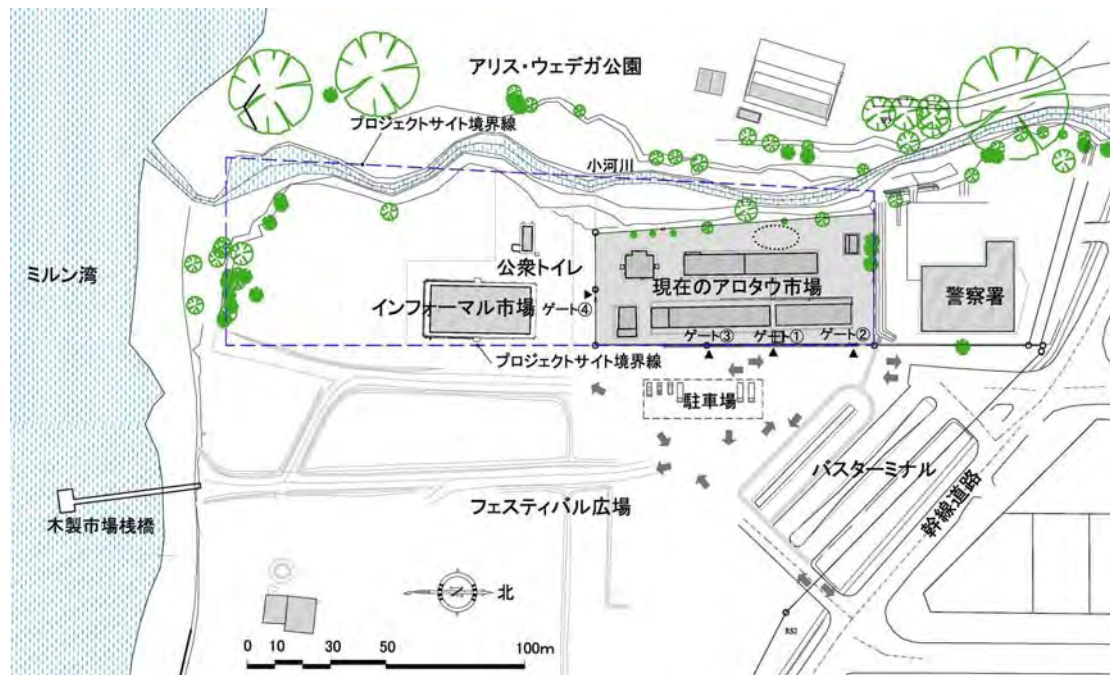 アリス・ウェデガ公園
プロジェクトサイト境界線
小河川
ミルン湾
公衆トイレ
インフォーマル市場
ゲート④
現在のアロタウ市場
警察署
ゲート③
ゲート①
ゲート②
プロジェクトサイト境界線
駐車場
バスターミナル
幹線道路
フェスティバル広場
木製市場桟橋
N
北
0 10 30 50 100m